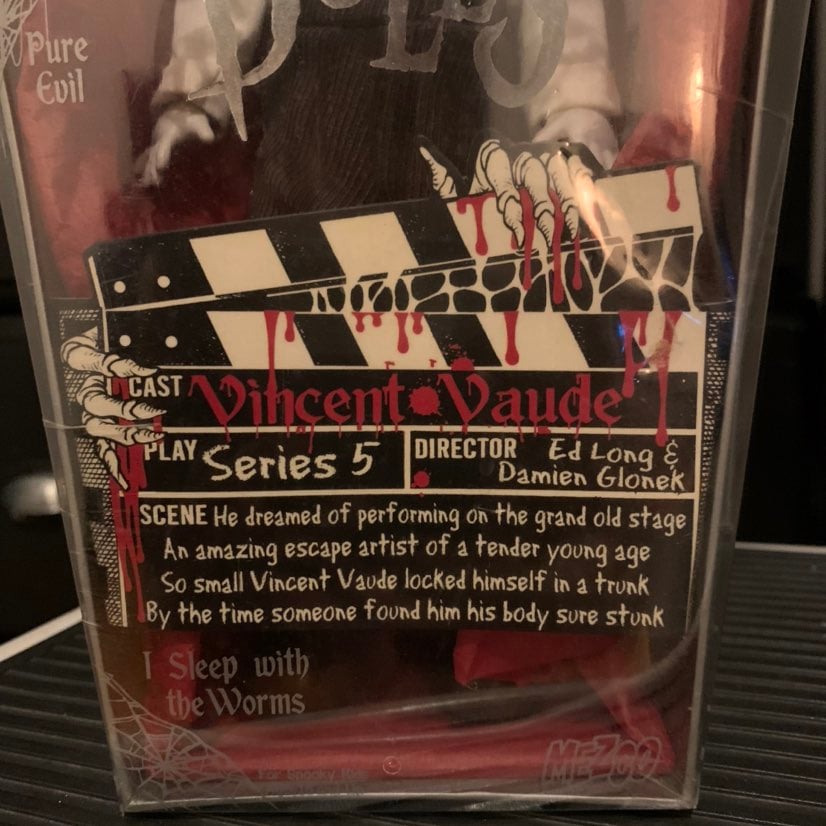 Pure
Evil
CAST Vincent Vaude
PLAY Series 5
DIRECTOR Ed Long &
Damien Glonek
SCENE He dreamed of performing on the grand old stage
An amazing escape artist of a tender young age
So small Vincent Vaude locked himself in a trunk
By the time someone found him his body sure stunk
I Sleep with
the Worms
For Spooky
MEZCO